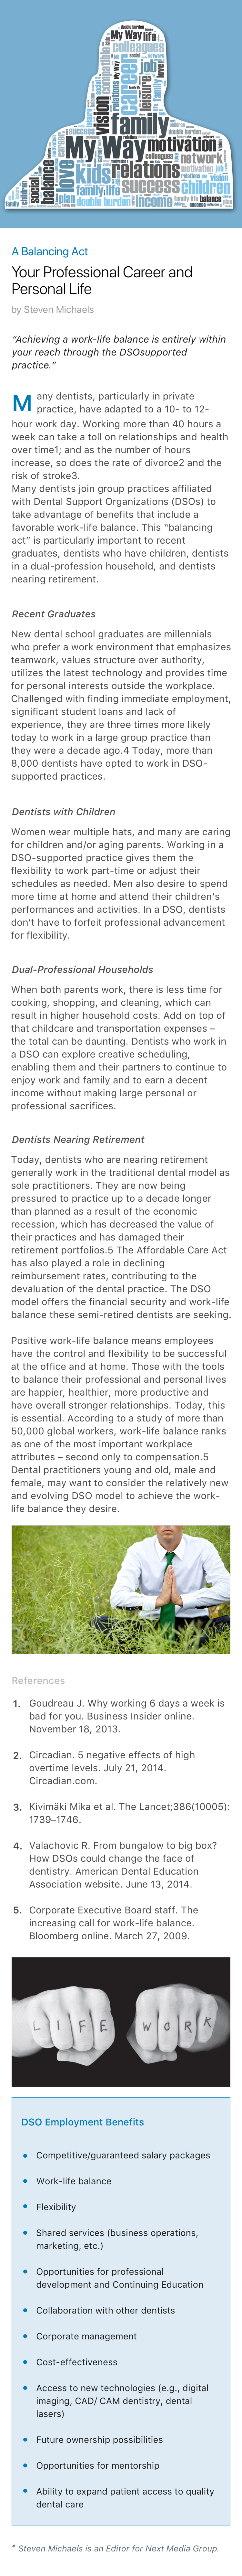 double burden
My Way life
colleagues
job
career
vision
leisure
family
My Way motivation
colleagues network
motivation job
kids relations vision
love family life success children
plan double burden income family life balance
success
social balance
children
A Balancing Act
Your Professional Career and
Personal Life
by Steven Michaels
“Achieving a work-life balance is entirely within
your reach through the DSOsupported
practice.”
Many dentists, particularly in private
practice, have adapted to a 10- to 12-
hour work day. Working more than 40 hours a
week can take a toll on relationships and health
over time1; and as the number of hours
increase, so does the rate of divorce2 and the
risk of stroke3.
Many dentists join group practices affiliated
with Dental Support Organizations (DSOs) to
take advantage of benefits that include a
favorable work-life balance. This “balancing
act” is particularly important to recent
graduates, dentists who have children, dentists
in a dual-profession household, and dentists
nearing retirement.
Recent Graduates
New dental school graduates are millennials
who prefer a work environment that emphasizes
teamwork, values structure over authority,
utilizes the latest technology and provides time
for personal interests outside the workplace.
Challenged with finding immediate employment,
significant student loans and lack of
experience, they are three times more likely
today to work in a large group practice than
they were a decade ago.4 Today, more than
8,000 dentists have opted to work in DSO-
supported practices.
Dentists with Children
Women wear multiple hats, and many are caring
for children and/or aging parents. Working in a
DSO-supported practice gives them the
flexibility to work part-time or adjust their
schedules as needed. Men also desire to spend
more time at home and attend their children’s
performances and activities. In a DSO, dentists
don’t have to forfeit professional advancement
for flexibility.
Dual-Professional Households
When both parents work, there is less time for
cooking, shopping, and cleaning, which can
result in higher household costs. Add on top of
that childcare and transportation expenses –
the total can be daunting. Dentists who work in
a DSO can explore creative scheduling,
enabling them and their partners to continue to
enjoy work and family and to earn a decent
income without making large personal or
professional sacrifices.
Dentists Nearing Retirement
Today, dentists who are nearing retirement
generally work in the traditional dental model as
sole practitioners. They are now being
pressured to practice up to a decade longer
than planned as a result of the economic
recession, which has decreased the value of
their practices and has damaged their
retirement portfolios.5 The Affordable Care Act
has also played a role in declining
reimbursement rates, contributing to the
devaluation of the dental practice. The DSO
model offers the financial security and work-life
balance these semi-retired dentists are seeking.
Positive work-life balance means employees
have the control and flexibility to be successful
at the office and at home. Those with the tools
to balance their professional and personal lives
are happier, healthier, more productive and
have overall stronger relationships. Today, this
is essential. According to a study of more than
50,000 global workers, work-life balance ranks
as one of the most important workplace
attributes – second only to compensation.5
Dental practitioners young and old, male and
female, may want to consider the relatively new
and evolving DSO model to achieve the work-
life balance they desire.
References
1. Goudreau J. Why working 6 days a week is
bad for you. Business Insider online.
November 18, 2013.
2. Circadian. 5 negative effects of high
overtime levels. July 21, 2014.
Circadian.com.
3. Kivimäki Mika et al. The Lancet;386(10005):
1739–1746.
4. Valachovic R. From bungalow to big box?
How DSOs could change the face of
dentistry. American Dental Education
Association website. June 13, 2014.
5. Corporate Executive Board staff. The
increasing call for work-life balance.
Bloomberg online. March 27, 2009.
LIFE WORK
DSO Employment Benefits
• Competitive/guaranteed salary packages
• Work-life balance
• Flexibility
• Shared services (business operations,
marketing, etc.)
• Opportunities for professional
development and Continuing Education
• Collaboration with other dentists
• Corporate management
• Cost-effectiveness
• Access to new technologies (e.g., digital
imaging, CAD/ CAM dentistry, dental
lasers)
• Future ownership possibilities
• Opportunities for mentorship
• Ability to expand patient access to quality
dental care
* Steven Michaels is an Editor for Next Media Group.